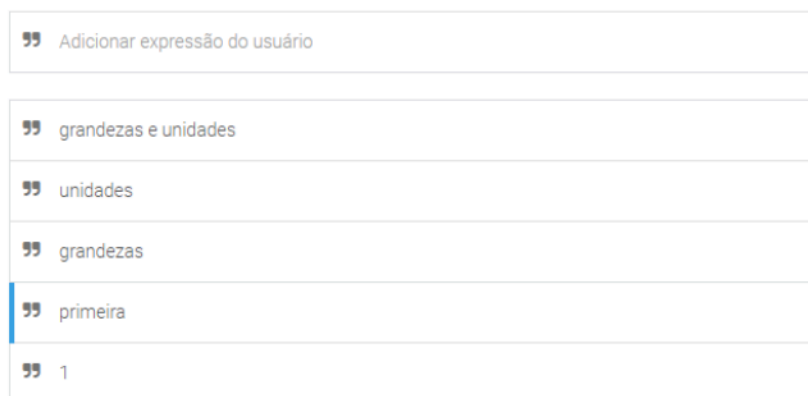 Adicionar expressão do usuário
grandezas e unidades
unidades
grandezas
primeira
1